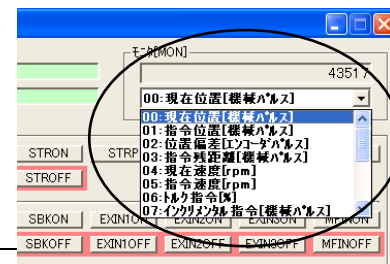 モニタ[MON]
43517
00:現在位置[機械パルス]
00:現在位置[機械パルス]
01:指令位置[機械パルス]
02:位置偏差[エンコーダパルス]
03:指令残距離[機械パルス]
04:現在速度[rpm]
05:指令速度[rpm]
06:トルク指令[%]
07:インクリメンタル指令[機械パルス]
STRON STRP
STROFF
SBKON EXIN1ON EXIN2ON EXIN3ON MFINON
SBKOFF EXIN1OFF EXIN2OFF EXIN3OFF MFINOFF